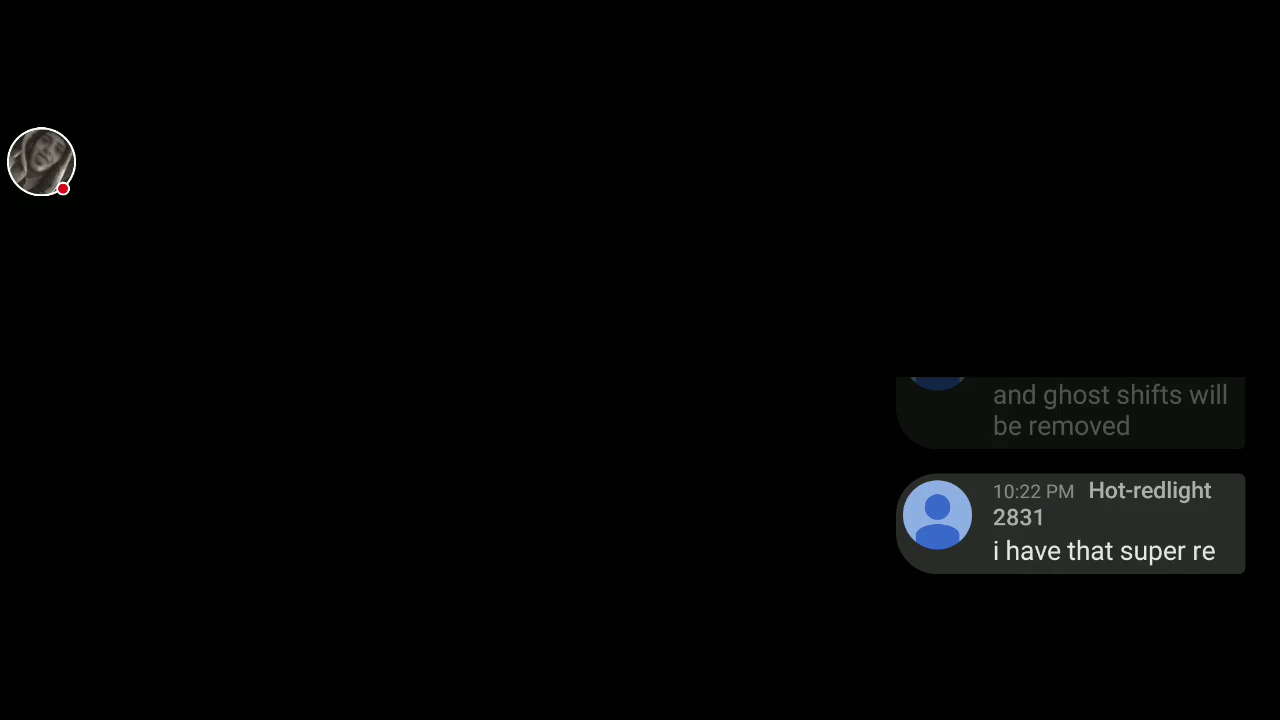 and ghost shifts will
be removed
10:22 PM Hot-redlight
2831
i have that super re